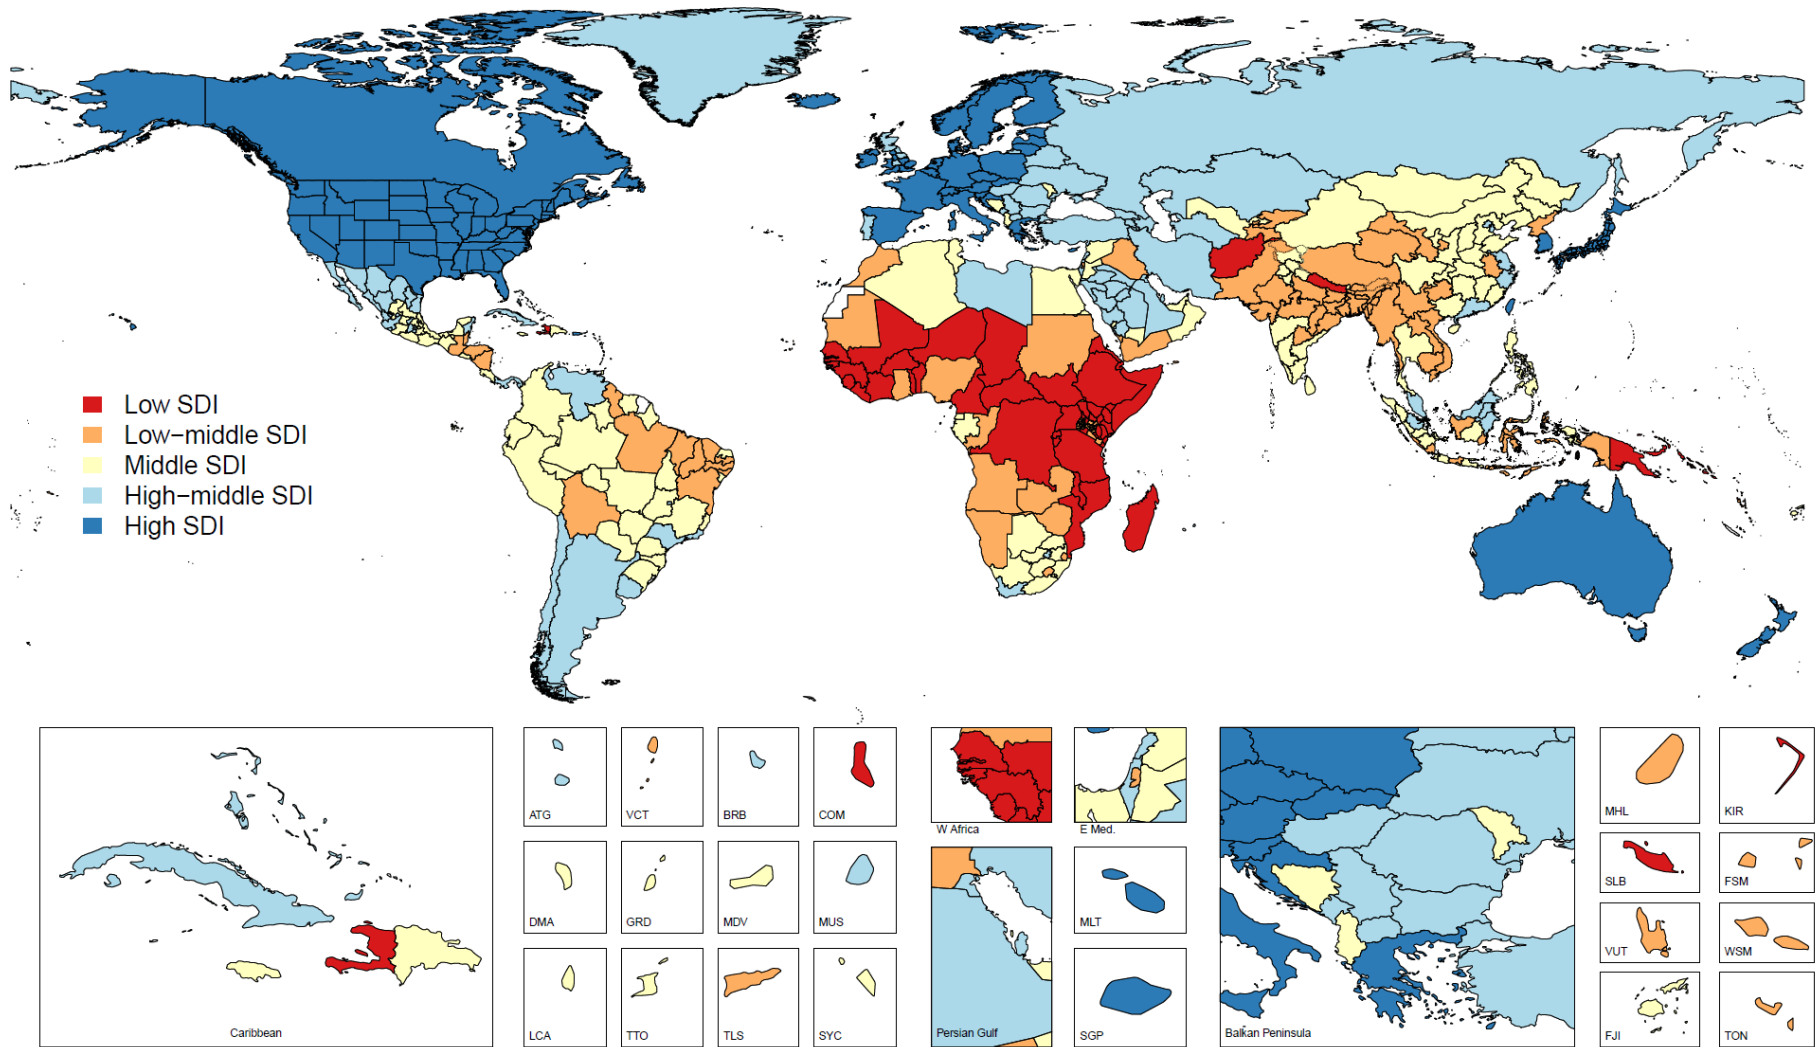 Low SDI
Low-middle SDI
Middle SDI
High-middle SDI
High SDI
Caribbean
ATG
VCT
BRB
COM
DMA
GRD
MDV
MUS
LCA
TTO
TLS
SYC
W Africa
E Med.
Persian Gulf
MLT
SGP
Balkan Peninsula
MHL
KIR
SLB
FSM
VUT
WSM
FJI
TON